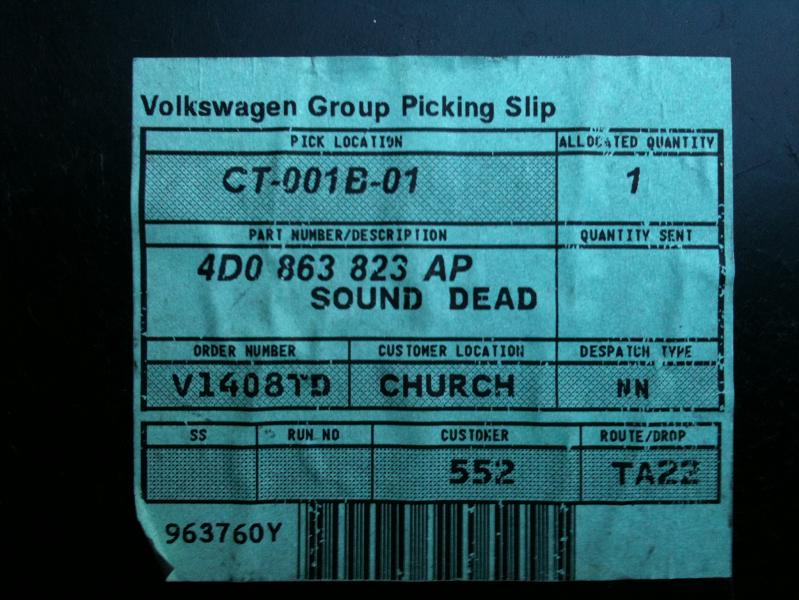 Volkswagen Group Picking Slip
PICK LOCATION ALLOCATED QUANTITY
CT-001B-01 1
PART NUMBER/DESCRIPTION QUANTITY SENT
4D0 863 823 AP
SOUND DEAD
ORDER NUMBER CUSTOMER LOCATION DESPATCH TYPE
V1408TD CHURCH NN
SS RUN NO CUSTOMER ROUTE/DROP
552 TA22
963760Y